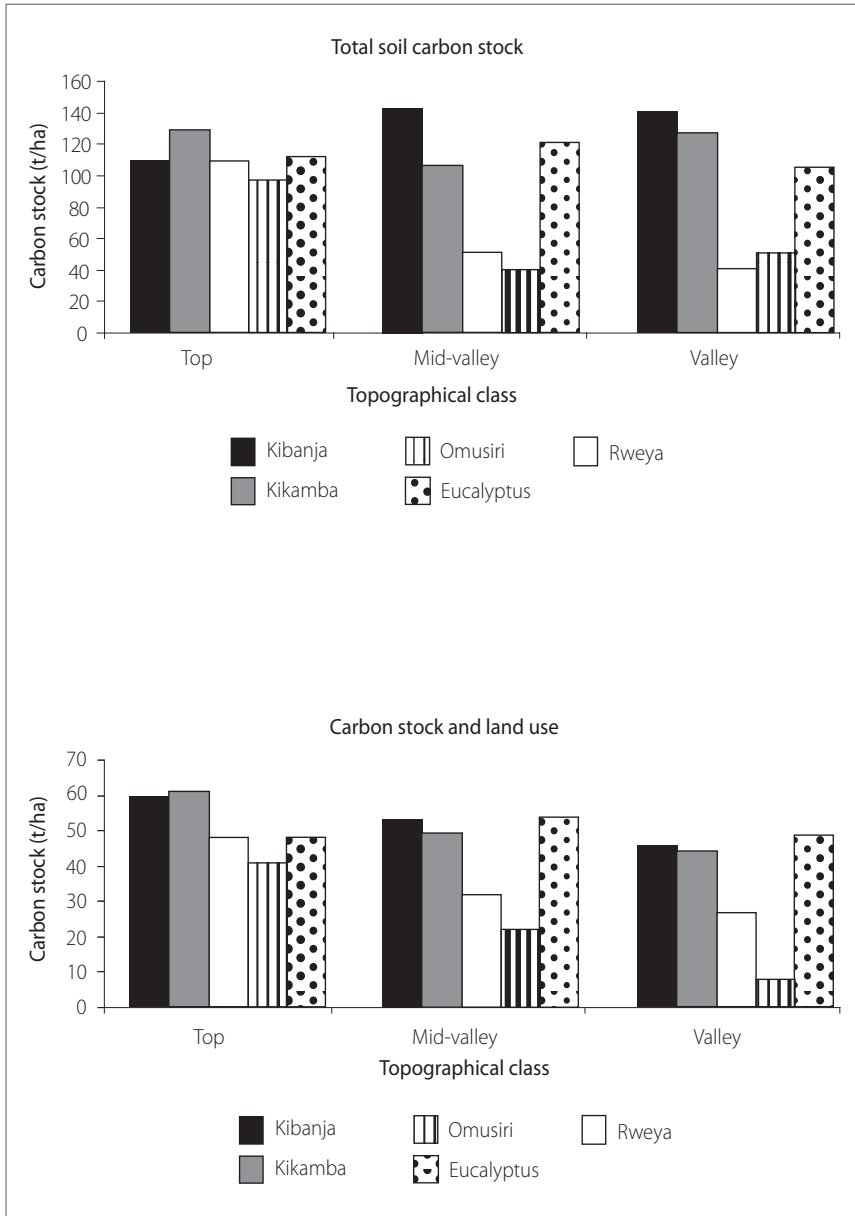 Total soil carbon stock
160
140
120
100
80
60
40
20
0
Carbon stock (t/ha)
Top Mid-valley Valley
Topographical class
Kibanja Omusiri Rweya
Kikamba Eucalyptus
Carbon stock and land use
70
60
50
40
30
20
10
0
Carbon stock (t/ha)
Top Mid-valley Valley
Topographical class
Kibanja Omusiri Rweya
Kikamba Eucalyptus